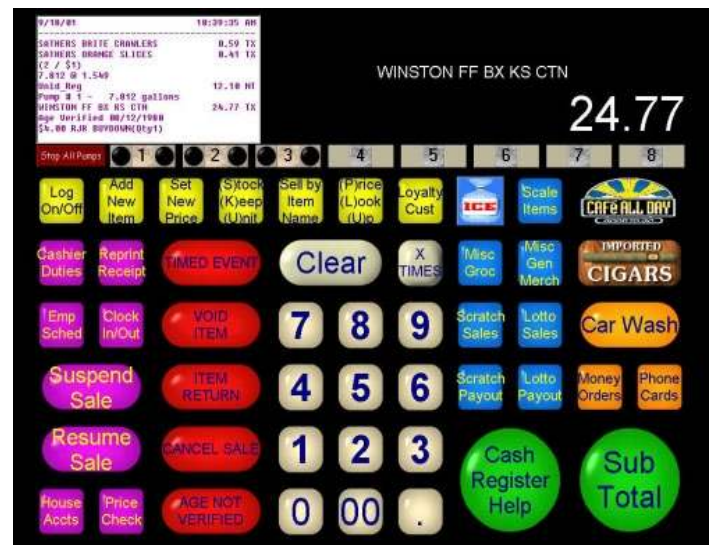 9/18/01 10:39:35 AM
SATHERS BRITE CRAWLERS 0.59 TX
SATHERS ORANGE SLICES 0.41 TX
(2 / $1)
7.812 @ 1.549
Unld_Reg 12.10 NT
Pump # 1 - 7.812 gallons
WINSTON FF BX KS CTN 24.77 TX
Age Verified 08/12/1980
$4.00 RJR BUYDOWN(Qty1)
WINSTON FF BX KS CTN
24.77
Stop All Pumps 1 2 3 4 5 6 7 8
Log On/Off
Add New Item
Set New Price
(S)tock (K)eep (U)nit
Sell by Item Name
(P)rice (L)ook (U)p
Loyalty Cust
ICE
Scale Items
CAFÉ ALL DAY
Cashier Duties
Reprint Receipt
TIMED EVENT
Clear
X TIMES
Misc Groc
Misc Gen Merch
IMPORTED CIGARS
Emp Sched
Clock In/Out
VOID ITEM
7 8 9
Scratch Sales
Lotto Sales
Car Wash
Suspend Sale
ITEM RETURN
4 5 6
Scratch Payout
Lotto Payout
Money Orders
Phone Cards
Resume Sale
CANCEL SALE
1 2 3
Cash Register Help
Sub Total
House Accts
Price Check
AGE NOT VERIFIED
0 00 .